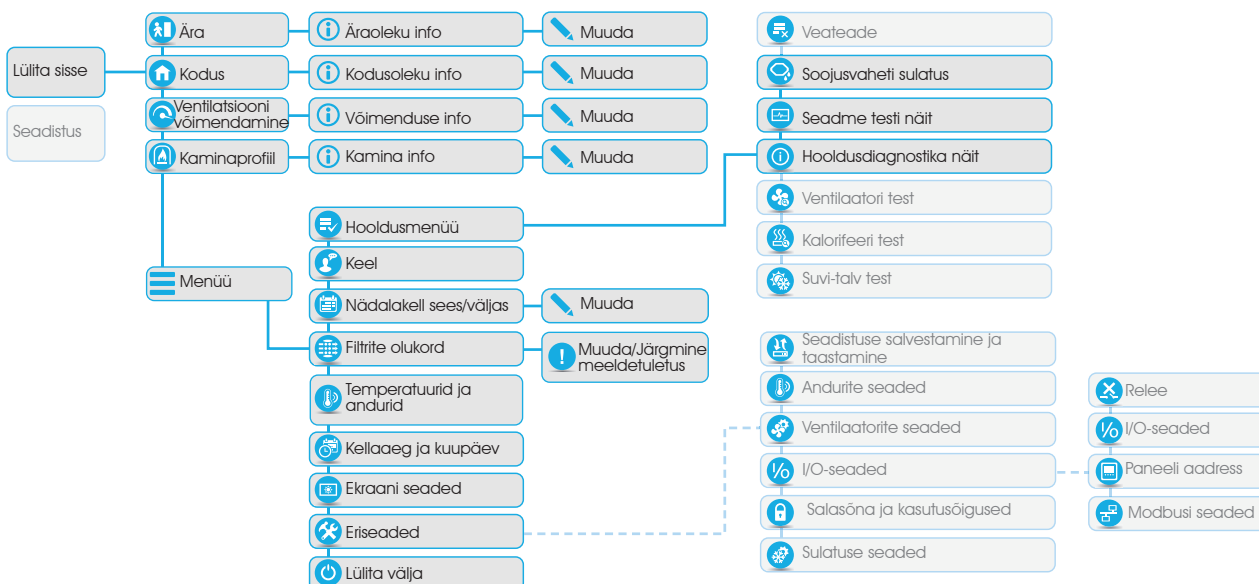 Lülita sisse
Seadistus
Ära
Äraoleku info
Muuda
Kodus
Kodusoleku info
Muuda
Ventilatsiooni
võimendamine
Võimenduse info
Muuda
Kaminaprofiil
Kamina info
Muuda
Menüü
Hooldusmenüü
Keel
Nädalakell sees/väljas
Muuda
Filtrite olukord
Muuda/Järgmine
meeldetuletus
Temperatuurid ja
andurid
Kellaaeg ja kuupäev
Ekraani seaded
Eriseaded
Lülita välja
Veateade
Soojusvaheti sulatus
Seadme testi näit
Hooldusdiagnostika näit
Ventilaatori test
Kalorifeeri test
Suvi-talv test
Seadistuse salvestamine ja
taastamine
Andurite seaded
Ventilaatorite seaded
I/O I/O-seaded
Salasõna ja kasutusõigused
Sulatuse seaded
Relee
I/O I/O-seaded
Paneeli aadress
Modbusi seaded